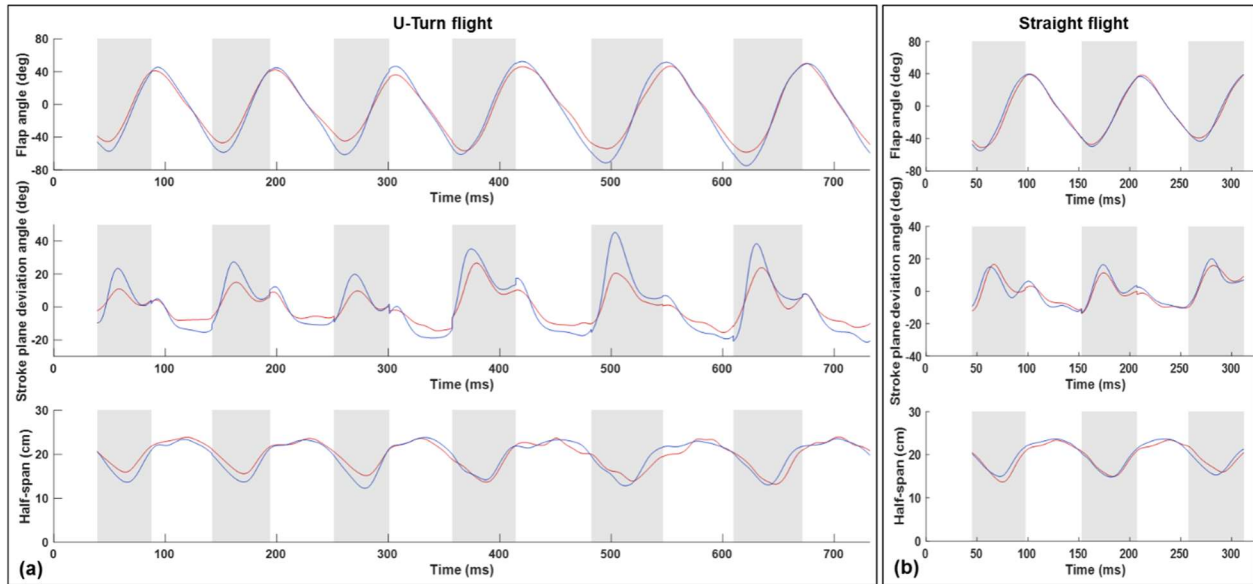 U-Turn flight
Flap angle (deg)
80
40
0
-40
-80
0 100 200 300 400 500 600 700
Time (ms)
Stroke plane deviation angle (deg)
40
20
0
-20
0 100 200 300 400 500 600 700
Time (ms)
Half-span (cm)
30
20
10
0
0 100 200 300 400 500 600 700
Time (ms)
(a)
Straight flight
Flap angle (deg)
80
40
0
-40
-80
0 50 100 150 200 250 300
Time (ms)
Stroke plane deviation angle (deg)
40
20
0
-20
-40
0 50 100 150 200 250 300
Time (ms)
Half-span (cm)
30
20
10
0
0 50 100 150 200 250 300
Time (ms)
(b)